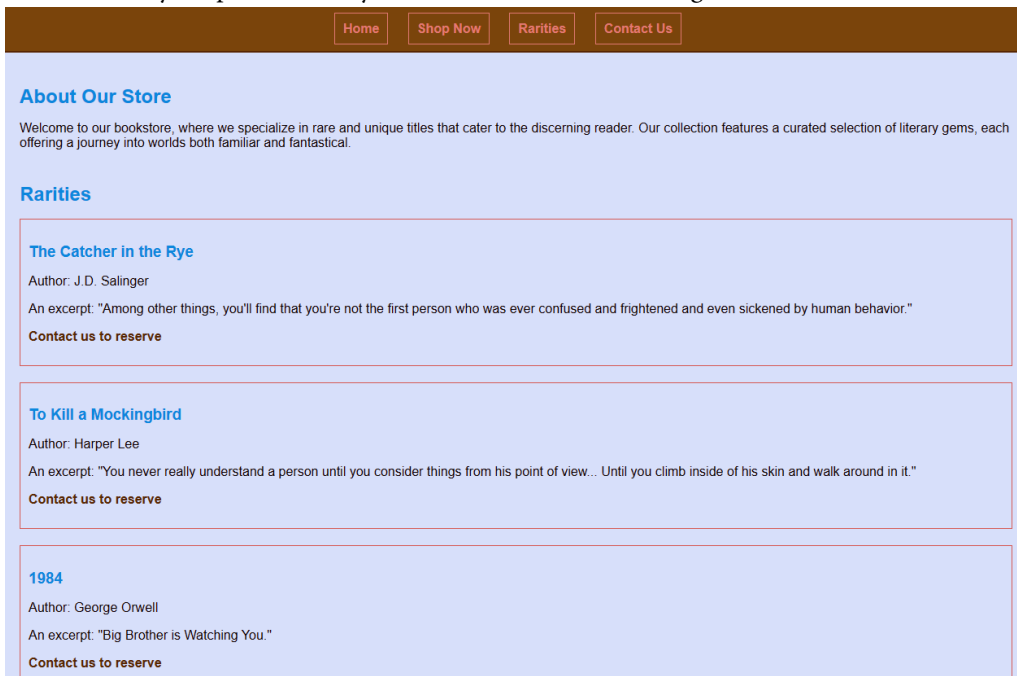 Home Shop Now Rarities Contact Us
About Our Store
Welcome to our bookstore, where we specialize in rare and unique titles that cater to the discerning reader. Our collection features a curated selection of literary gems, each
offering a journey into worlds both familiar and fantastical.
Rarities
The Catcher in the Rye
Author: J.D. Salinger
An excerpt: "Among other things, you'll find that you're not the first person who was ever confused and frightened and even sickened by human behavior."
Contact us to reserve
To Kill a Mockingbird
Author: Harper Lee
An excerpt: "You never really understand a person until you consider things from his point of view... Until you climb inside of his skin and walk around in it."
Contact us to reserve
1984
Author: George Orwell
An excerpt: "Big Brother is Watching You."
Contact us to reserve